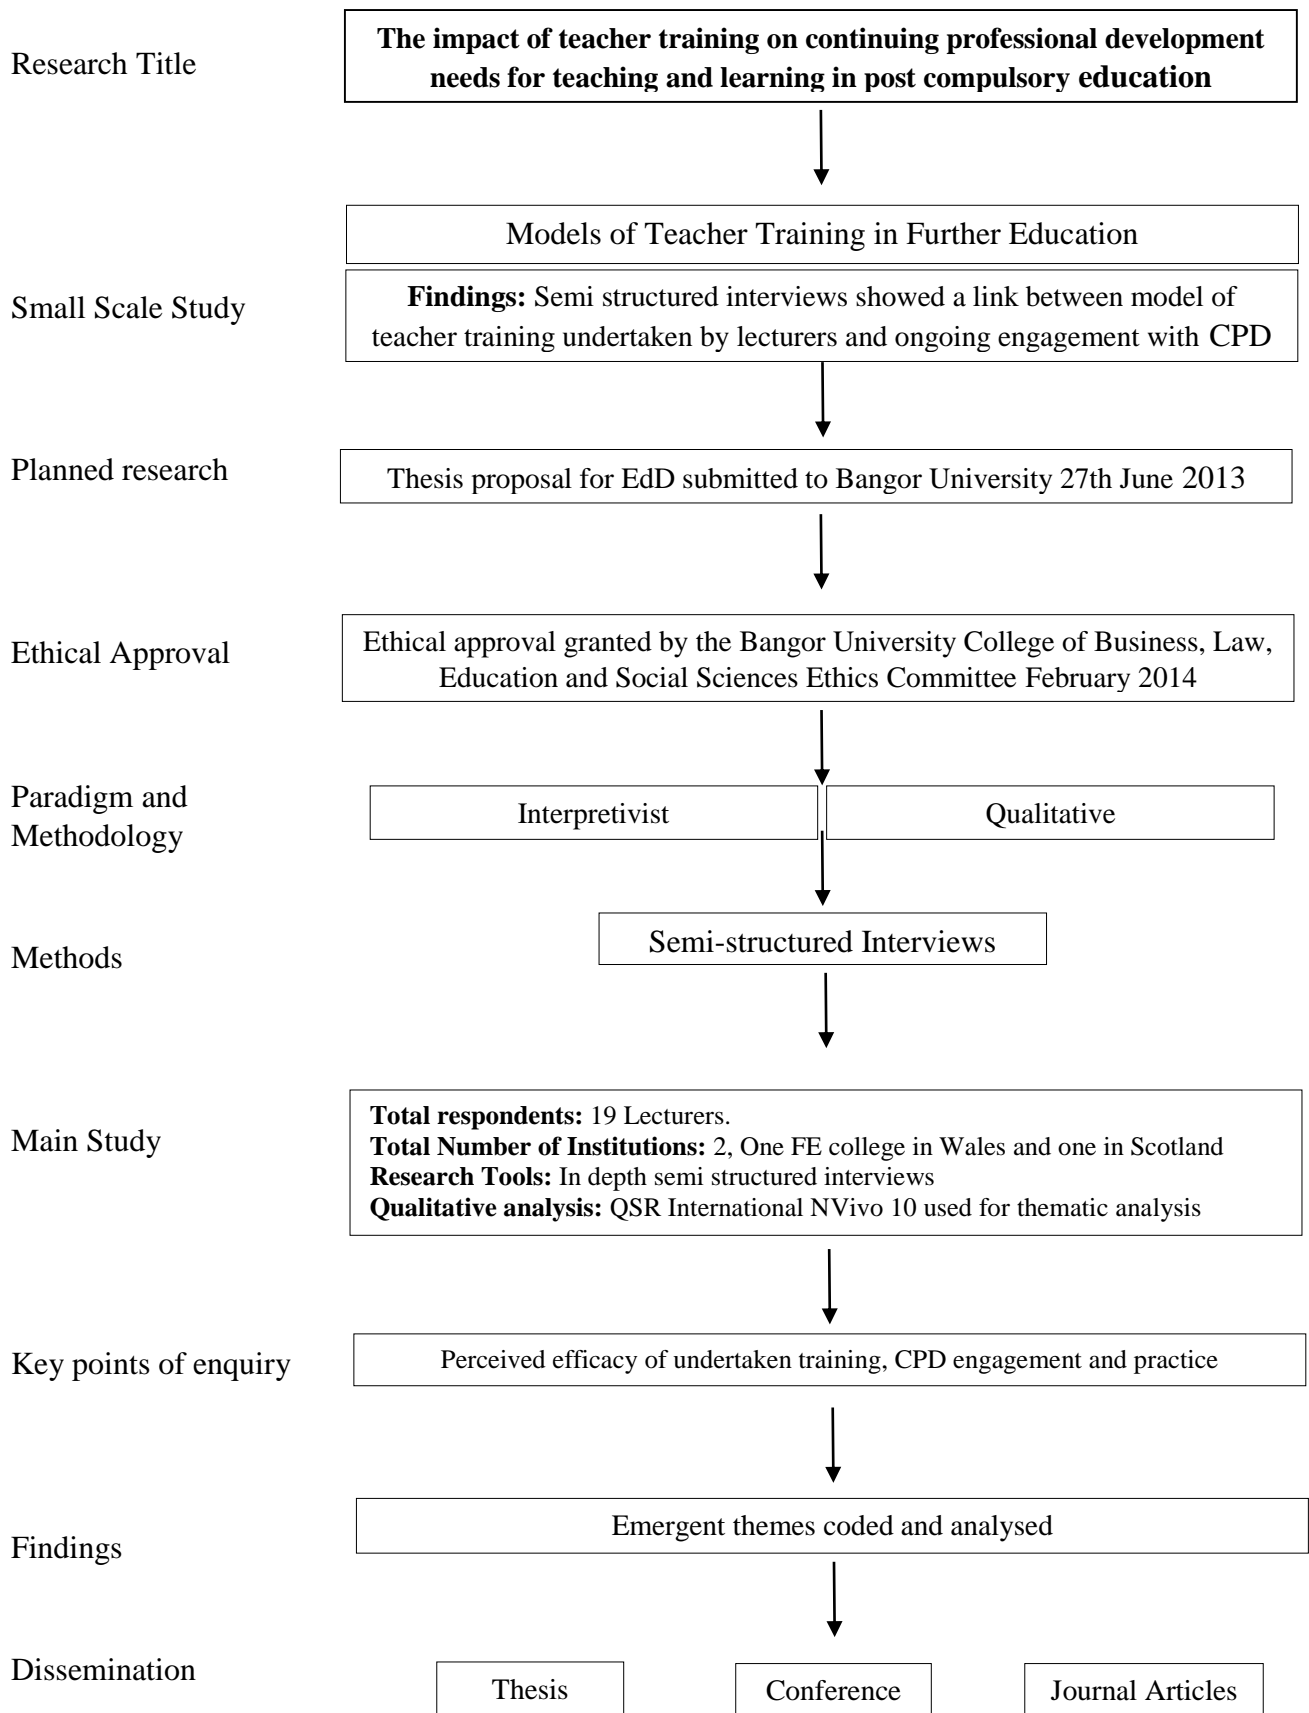 Research Title
The impact of teacher training on continuing professional development
needs for teaching and learning in post compulsory education
Models of Teacher Training in Further Education
Small Scale Study
Findings: Semi structured interviews showed a link between model of
teacher training undertaken by lecturers and ongoing engagement with CPD
Planned research
Thesis proposal for EdD submitted to Bangor University 27th June 2013
Ethical Approval
Ethical approval granted by the Bangor University College of Business, Law,
Education and Social Sciences Ethics Committee February 2014
Paradigm and
Methodology
Interpretivist
Qualitative
Methods
Semi-structured Interviews
Main Study
Total respondents: 19 Lecturers.
Total Number of Institutions: 2, One FE college in Wales and one in Scotland
Research Tools: In depth semi structured interviews
Qualitative analysis: QSR International NVivo 10 used for thematic analysis
Key points of enquiry
Perceived efficacy of undertaken training, CPD engagement and practice
Findings
Emergent themes coded and analysed
Dissemination
Thesis
Conference
Journal Articles